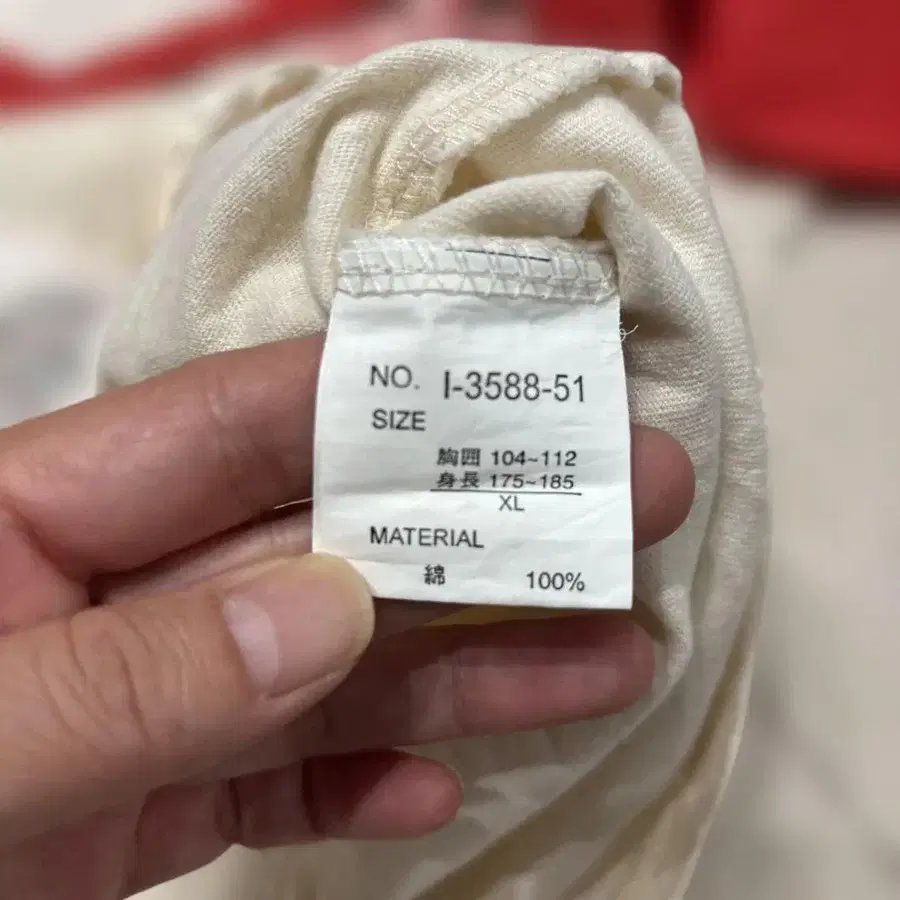 NO. I-3588-51
SIZE
胸囲 104~112
身長 175~185
XL
MATERIAL
綿 100%